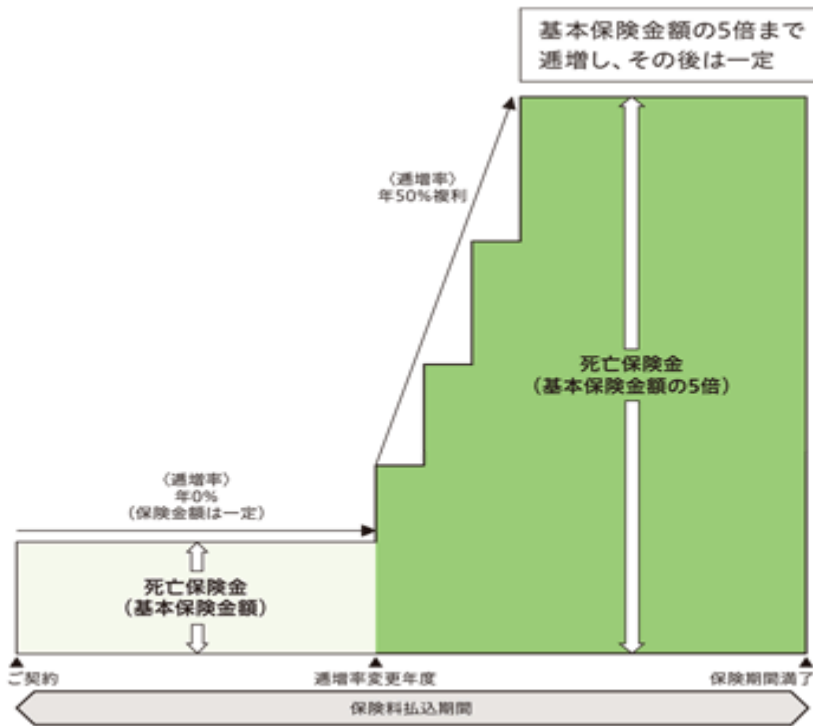 基本保険金額の5倍まで
逓増し、その後は一定
〈逓増率〉
年50%複利
死亡保険金
（基本保険金額の5倍）
〈逓増率〉
年0%
（保険金額は一定）
死亡保険金
（基本保険金額）
ご契約
逓増率変更年度
保険期間満了
保険料払込期間